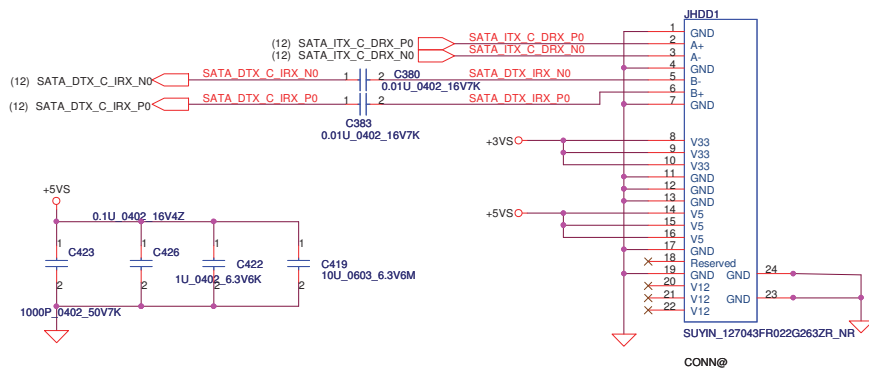 JHDD1
1 GND
(12) SATA_ITX_C_DRX_P0 SATA_ITX_C_DRX_P0 2 A+
(12) SATA_ITX_C_DRX_N0 SATA_ITX_C_DRX_N0 3 A-
4 GND
(12) SATA_DTX_C_IRX_N0 SATA_DTX_C_IRX_N0 1 2 C380 SATA_DTX_IRX_N0 5 B-
0.01U_0402_16V7K
(12) SATA_DTX_C_IRX_P0 SATA_DTX_C_IRX_P0 1 2 SATA_DTX_IRX_P0 6 B+
7 GND
C383
0.01U_0402_16V7K
+3VS 8 V33
9 V33
10 V33
11 GND
12 GND
13 GND
+5VS 14 V5
15 V5
16 V5
17 GND
18 Reserved
19 GND GND 24
20 V12
21 V12 GND 23
22 V12
SUYIN_127043FR022G263ZR_NR
CONN@
+5VS
0.1U_0402_16V4Z
1 1 1 1
C423 C426 C422 C419
1U_0402_6.3V6K 10U_0603_6.3V6M
2 2 2 2
1000P_0402_50V7K